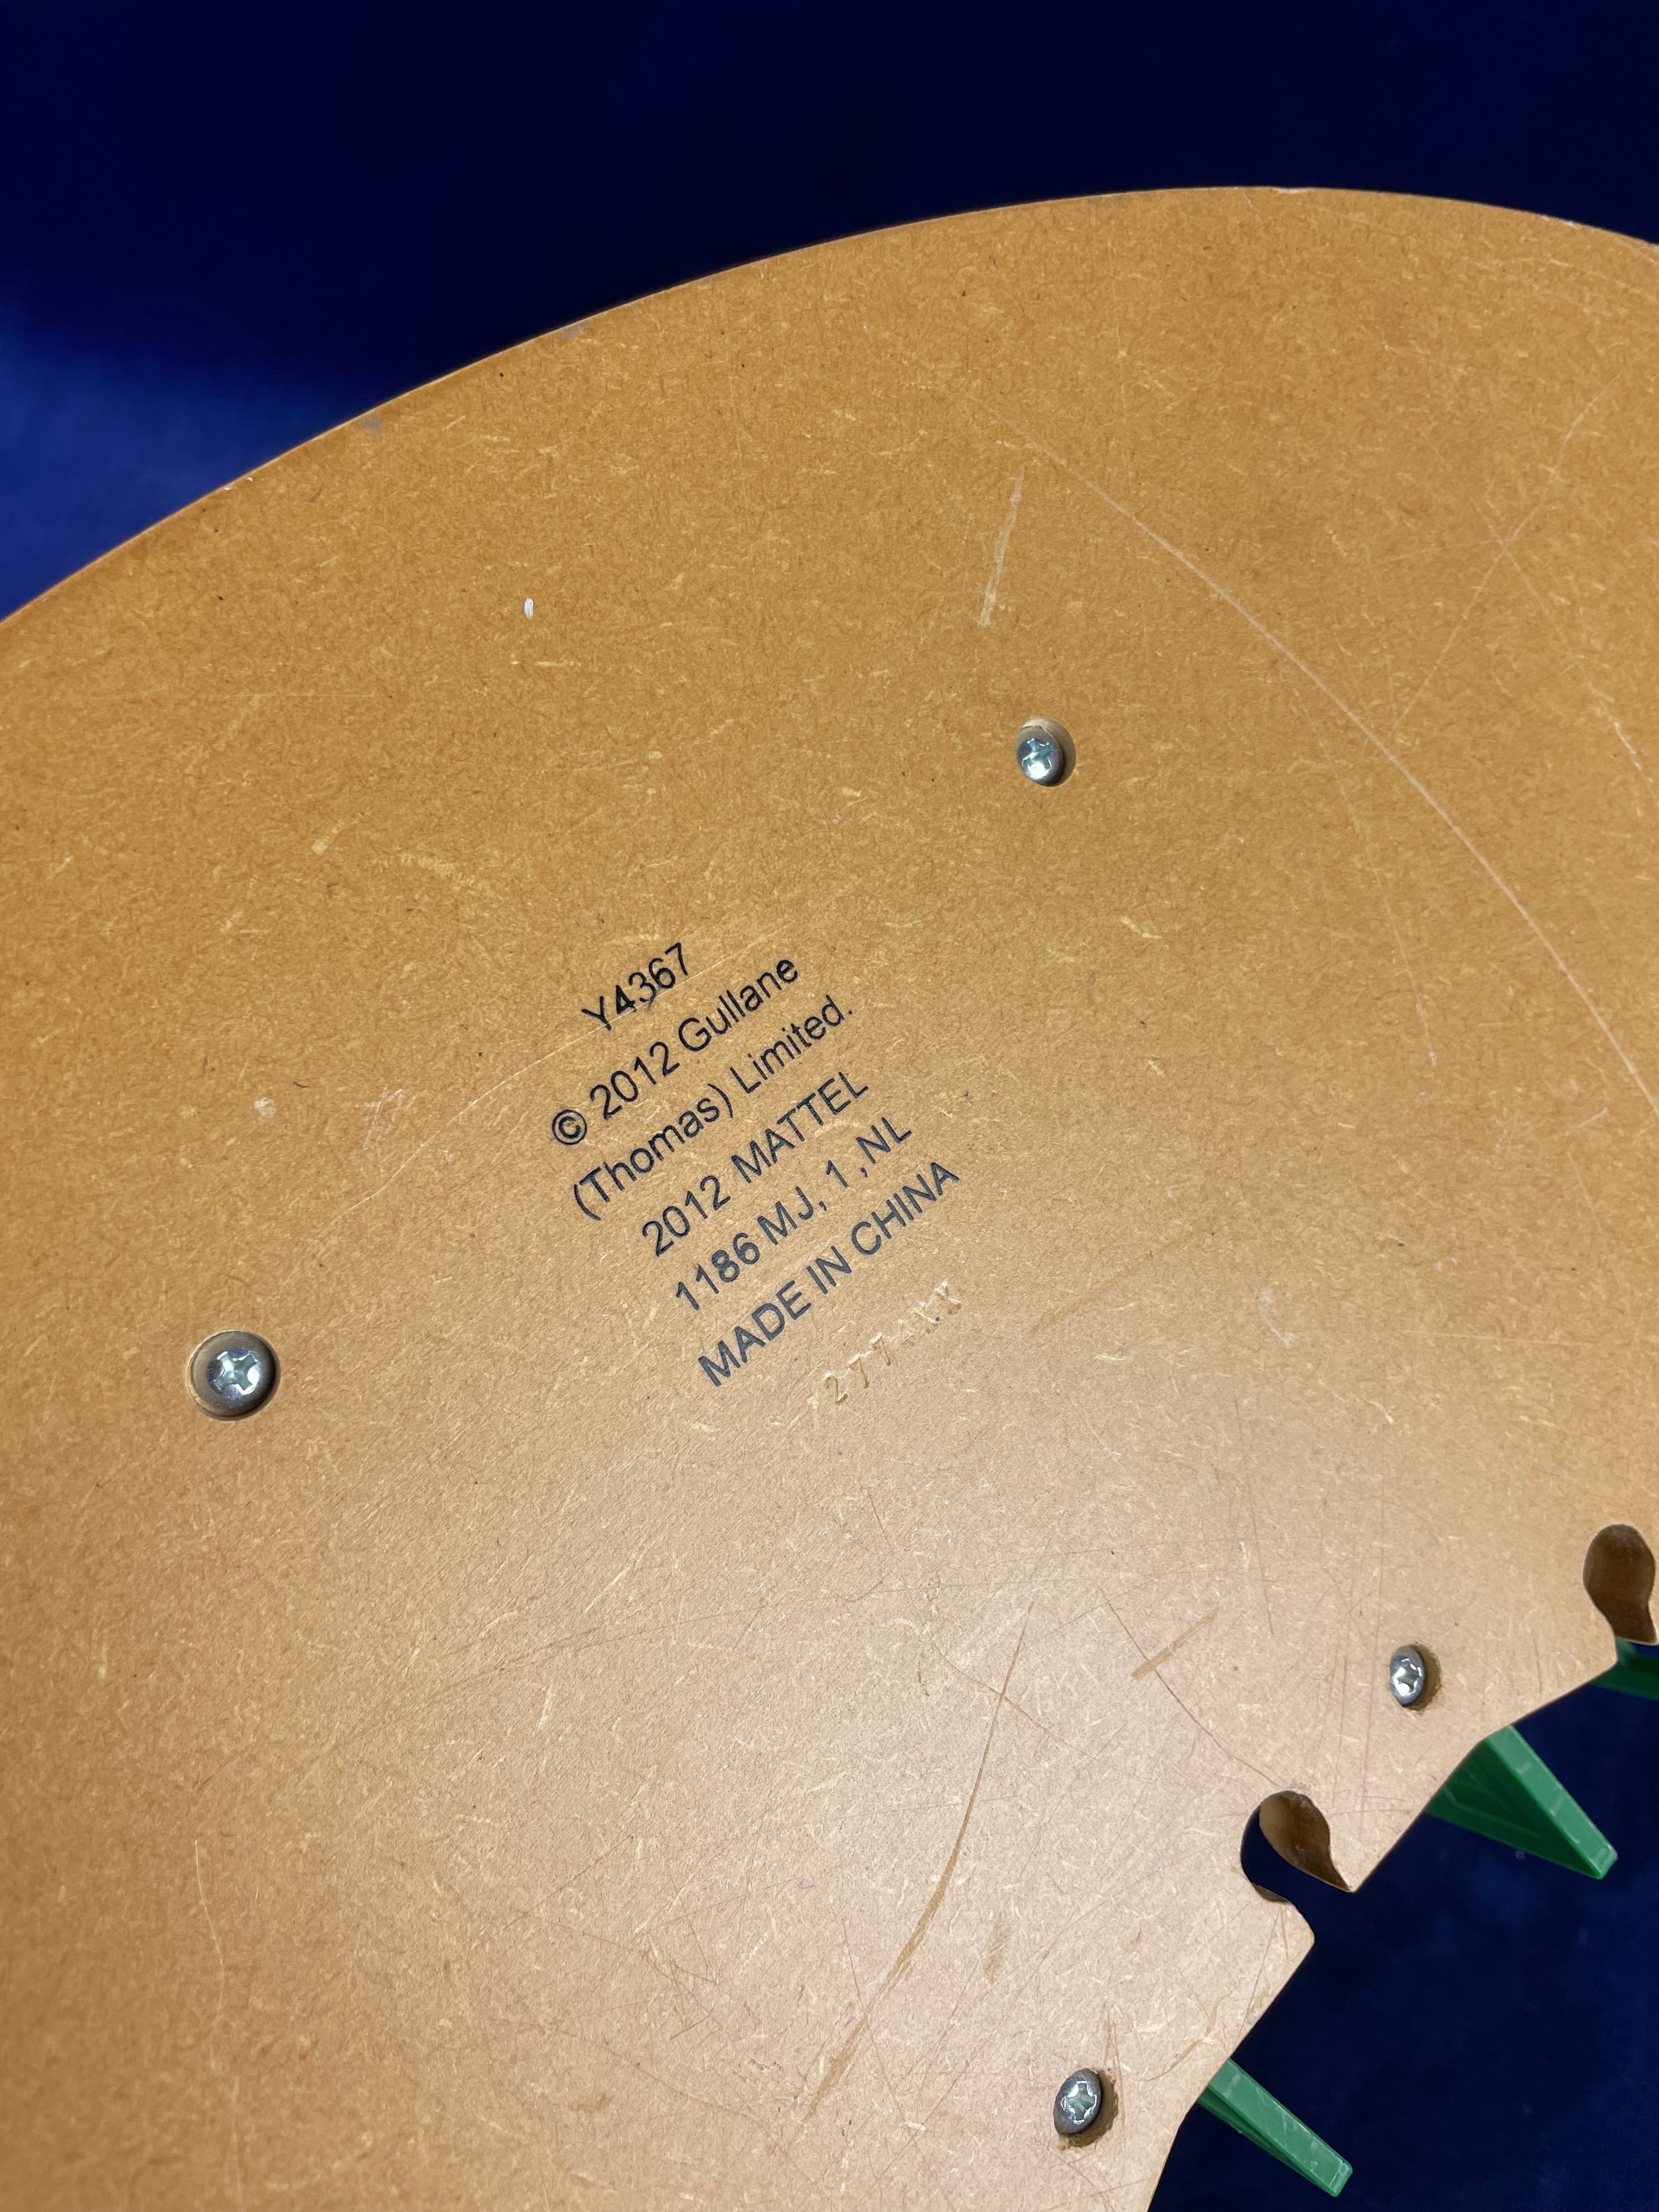 Y4367
© 2012 Gullane
(Thomas) Limited.
2012 MATTEL
1186 MJ, 1, NL
MADE IN CHINA